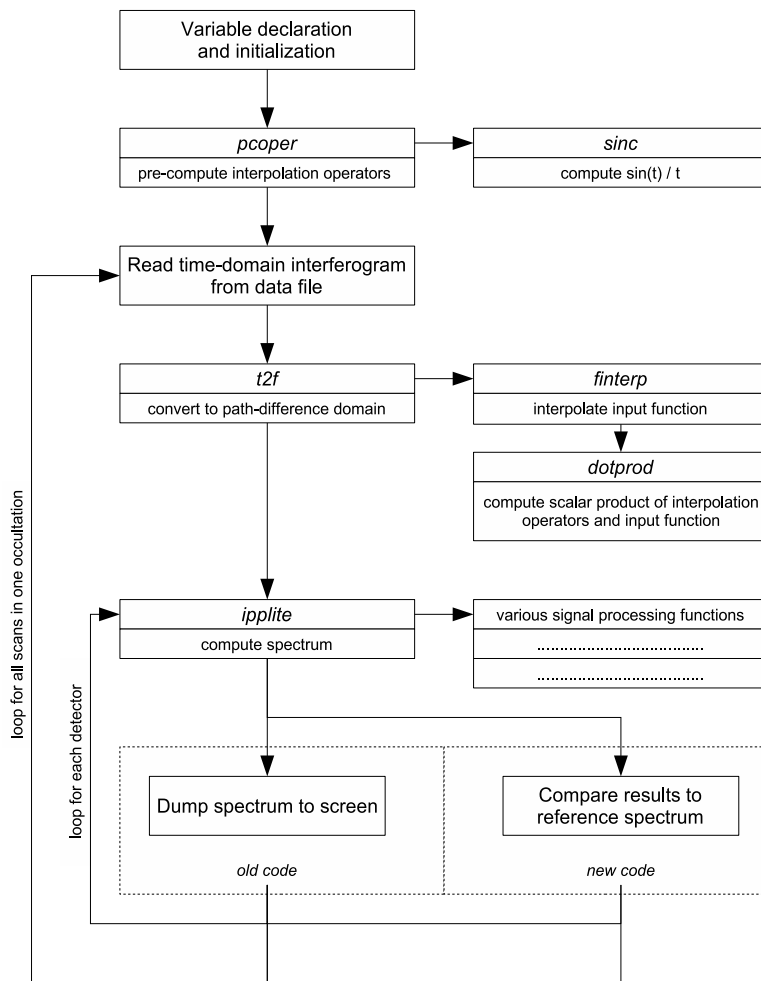 Variable declaration
and initialization
pcoper
pre-compute interpolation operators
sinc
compute sin(t) / t
Read time-domain interferogram
from data file
t2f
convert to path-difference domain
finterp
interpolate input function
dotprod
compute scalar product of interpolation
operators and input function
loop for all scans in one occultation
ipplite
compute spectrum
various signal processing functions
....................................
....................................
loop for each detector
Dump spectrum to screen
Compare results to
reference spectrum
old code
new code